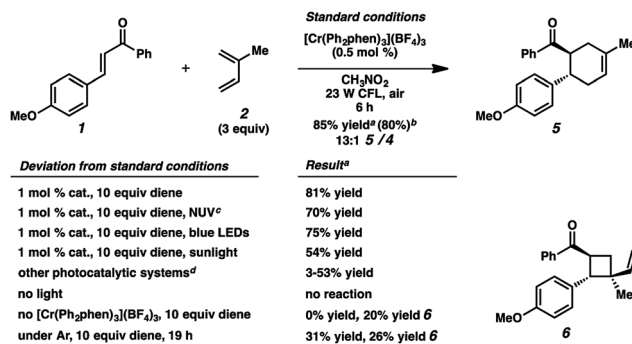 Standard conditions
[Cr(Ph2phen)3](BF4)3
(0.5 mol %)
CH3NO2
23 W CFL, air
6 h
85% yieldᵃ (80%)ᵇ
13:1 5 /4
O
Ph
MeO
1
+
Me
2
(3 equiv)
O
Ph
Me
MeO
5
Deviation from standard conditions Resultᵃ
1 mol % cat., 10 equiv diene 81% yield
1 mol % cat., 10 equiv diene, NUVᶜ 70% yield
1 mol % cat., 10 equiv diene, blue LEDs 75% yield
1 mol % cat., 10 equiv diene, sunlight 54% yield
other photocatalytic systemsᵈ 3-53% yield
no light no reaction
no [Cr(Ph2phen)3](BF4)3, 10 equiv diene 0% yield, 20% yield 6
under Ar, 10 equiv diene, 19 h 31% yield, 26% yield 6
O
Ph
Me
MeO
6